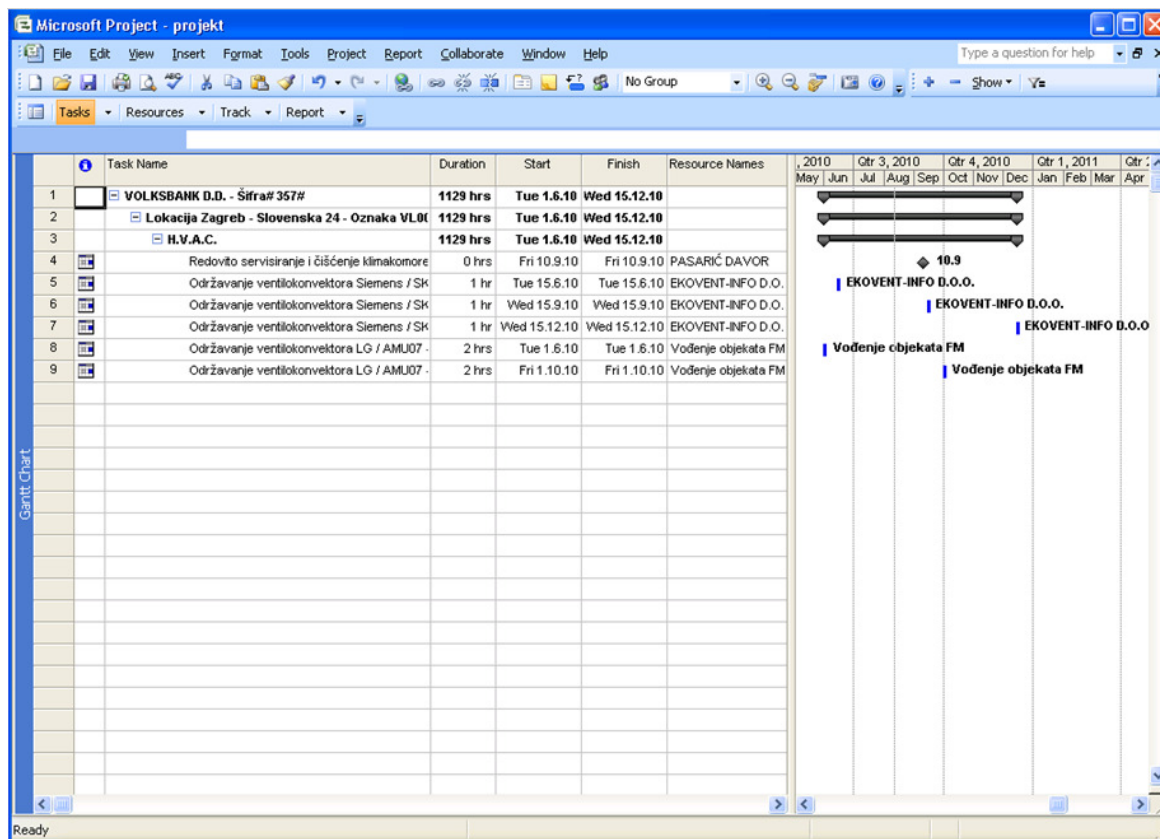 Microsoft Project - projekt
File Edit View Insert Format Tools Project Report Collaborate Window Help Type a question for help
No Group Show
Tasks Resources Track Report
Task Name Duration Start Finish Resource Names , 2010 Qtr 3, 2010 Qtr 4, 2010 Qtr 1, 2011 Qtr
May Jun Jul Aug Sep Oct Nov Dec Jan Feb Mar Apr
1 VOLKSBANK D.D. - Šifra# 357# 1129 hrs Tue 1.6.10 Wed 15.12.10
2 Lokacija Zagreb - Slovenska 24 - Oznaka VL00 1129 hrs Tue 1.6.10 Wed 15.12.10
3 H.V.A.C. 1129 hrs Tue 1.6.10 Wed 15.12.10
4 Redovito servisiranje i čišćenje klimakomore 0 hrs Fri 10.9.10 Fri 10.9.10 PASARIĆ DAVOR 10.9
5 Održavanje ventilokonvektora Siemens / SK 1 hr Tue 15.6.10 Tue 15.6.10 EKOVENT-INFO D.O. EKOVENT-INFO D.O.O.
6 Održavanje ventilokonvektora Siemens / SK 1 hr Wed 15.9.10 Wed 15.9.10 EKOVENT-INFO D.O. EKOVENT-INFO D.O.O.
7 Održavanje ventilokonvektora Siemens / SK 1 hr Wed 15.12.10 Wed 15.12.10 EKOVENT-INFO D.O. EKOVENT-INFO D.O.O
8 Održavanje ventilokonvektora LG / AMU07 - 2 hrs Tue 1.6.10 Tue 1.6.10 Vođenje objekata FM Vođenje objekata FM
9 Održavanje ventilokonvektora LG / AMU07 - 2 hrs Fri 1.10.10 Fri 1.10.10 Vođenje objekata FM Vođenje objekata FM
Gantt Chart
Ready